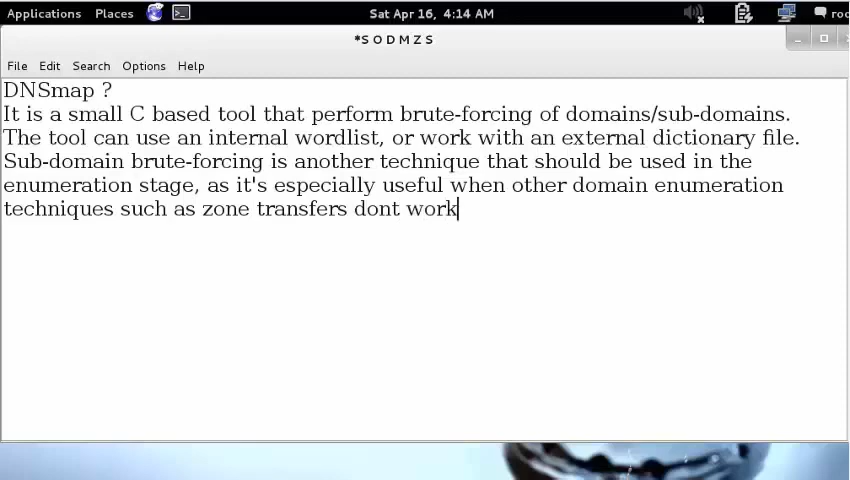 Applications Places Sat Apr 16, 4:14 AM
*S O D M Z S
File Edit Search Options Help
DNSmap ?
It is a small C based tool that perform brute-forcing of domains/sub-domains.
The tool can use an internal wordlist, or work with an external dictionary file.
Sub-domain brute-forcing is another technique that should be used in the
enumeration stage, as it's especially useful when other domain enumeration
techniques such as zone transfers dont work